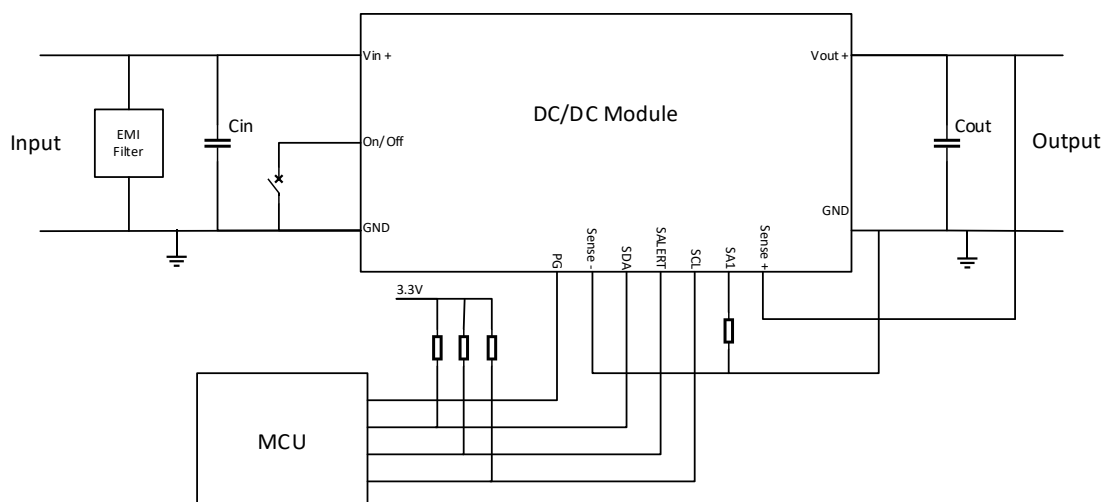 Vin +
Vout +
DC/DC Module
Input
EMI
Filter
Cin
On/Off
Cout
Output
GND
GND
PG
Sense -
SDA
SALERT
SCL
SA1
Sense +
3.3V
MCU